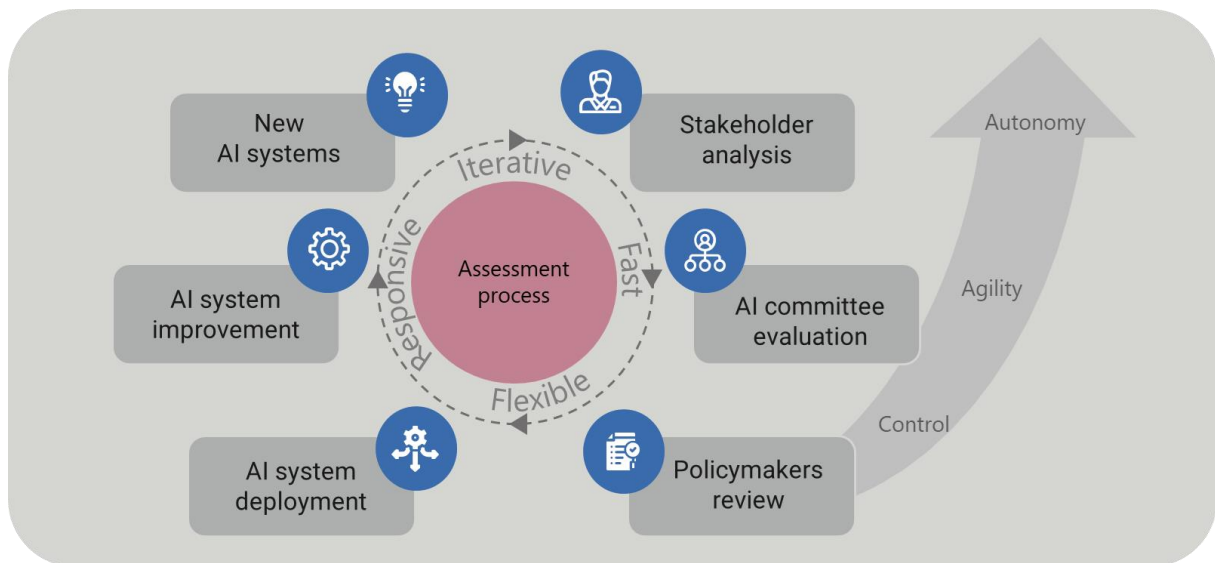 New
AI systems
Stakeholder
analysis
Autonomy
Iterative
Responsive
Fast
Flexible
Assessment
process
AI system
improvement
AI committee
evaluation
Agility
Control
AI system
deployment
Policymakers
review